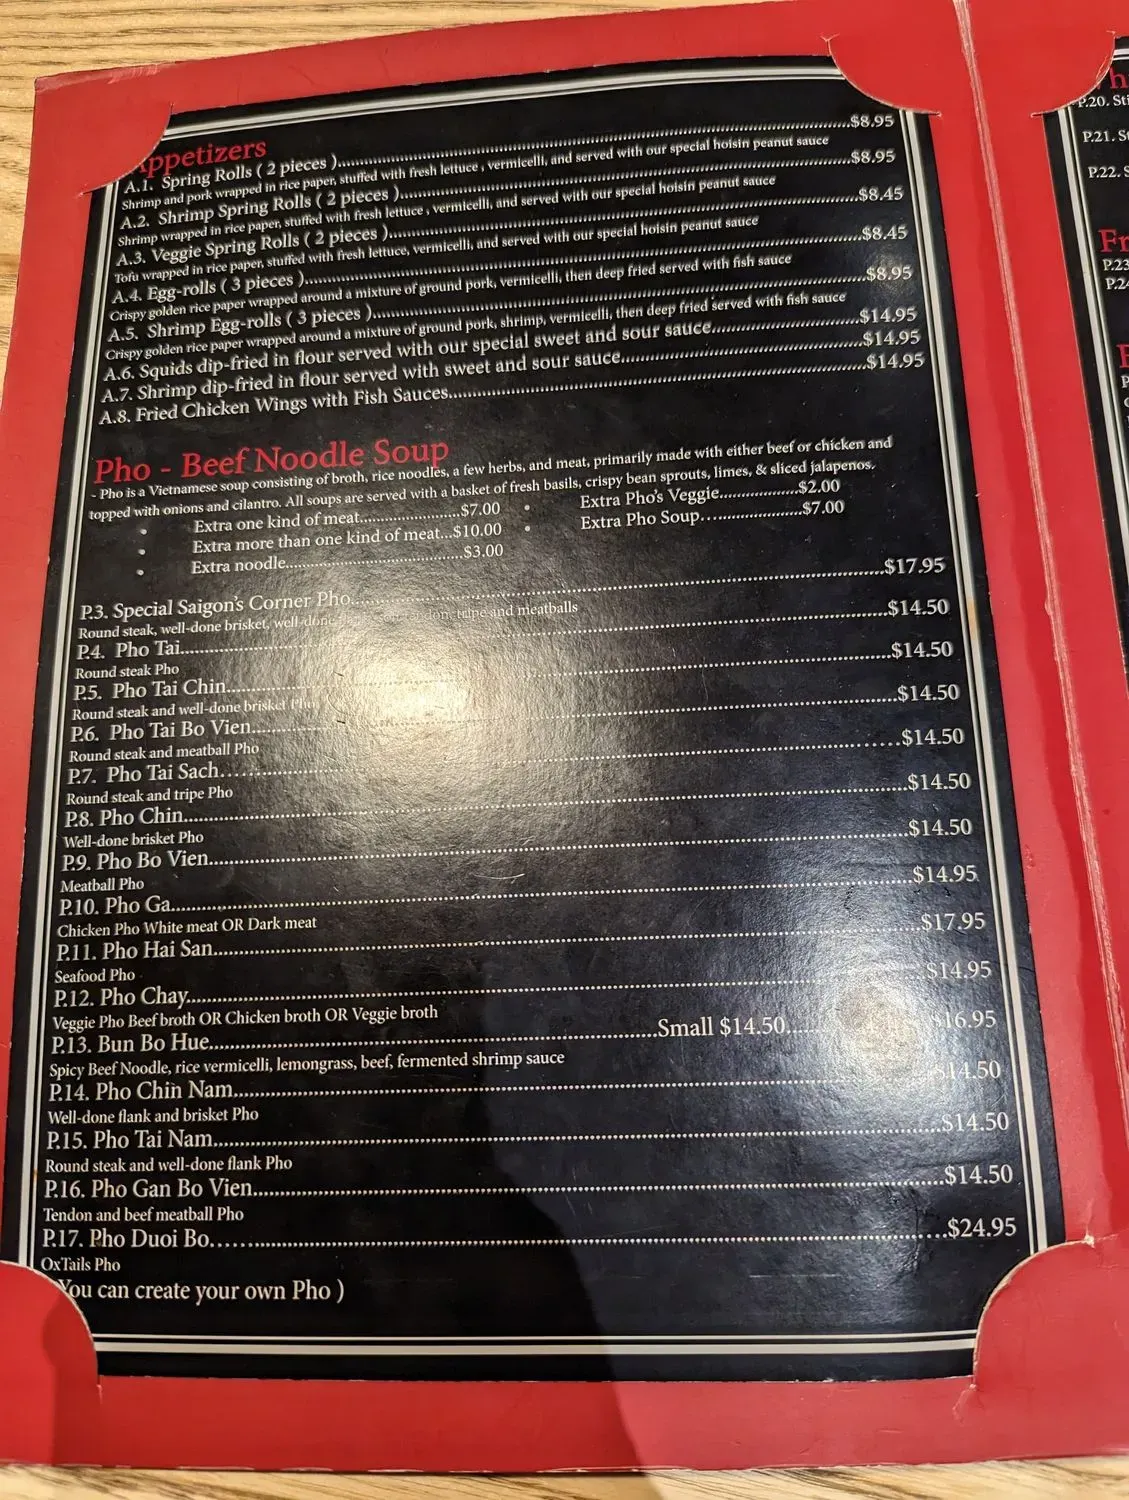 Appetizers
A.1. Spring Rolls ( 2 pieces )........$8.95
Shrimp and pork wrapped in rice paper, stuffed with fresh lettuce , vermicelli, and served with our special hoisin peanut sauce
A.2. Shrimp Spring Rolls ( 2 pieces )........$8.95
Shrimp wrapped in rice paper, stuffed with fresh lettuce , vermicelli, and served with our special hoisin peanut sauce
A.3. Veggie Spring Rolls ( 2 pieces )........$8.45
Tofu wrapped in rice paper, stuffed with fresh lettuce, vermicelli, and served with our special hoisin peanut sauce
A.4. Egg-rolls ( 3 pieces )........$8.45
Crispy golden rice paper wrapped around a mixture of ground pork, vermicelli, then deep fried served with fish sauce
A.5. Shrimp Egg-rolls ( 3 pieces )........$8.95
Crispy golden rice paper wrapped around a mixture of ground pork, shrimp, vermicelli, then deep fried served with fish sauce
A.6. Squids dip-fried in flour served with our special sweet and sour sauce........$14.95
A.7. Shrimp dip-fried in flour served with sweet and sour sauce........$14.95
A.8. Fried Chicken Wings with Fish Sauces........$14.95
Pho - Beef Noodle Soup
- Pho is a Vietnamese soup consisting of broth, rice noodles, a few herbs, and meat, primarily made with either beef or chicken and
topped with onions and cilantro. All soups are served with a basket of fresh basils, crispy bean sprouts, limes, & sliced jalapenos.
• Extra one kind of meat........$7.00 • Extra Pho's Veggie........$2.00
• Extra more than one kind of meat...$10.00 • Extra Pho Soup........$7.00
• Extra noodle........$3.00
P.3. Special Saigon's Corner Pho........$17.95
Round steak, well-done brisket, well-done tripe and meatballs
P.4. Pho Tai........$14.50
Round steak Pho
P.5. Pho Tai Chin........$14.50
Round steak and well-done brisket Pho
P.6. Pho Tai Bo Vien........$14.50
Round steak and meatball Pho
P.7. Pho Tai Sach........$14.50
Round steak and tripe Pho
P.8. Pho Chin........$14.50
Well-done brisket Pho
P.9. Pho Bo Vien........$14.50
Meatball Pho
P.10. Pho Ga........$14.95
Chicken Pho White meat OR Dark meat
P.11. Pho Hai San........$17.95
Seafood Pho
P.12. Pho Chay........$14.95
Veggie Pho Beef broth OR Chicken broth OR Veggie broth
P.13. Bun Bo Hue........Small $14.50........$16.95
Spicy Beef Noodle, rice vermicelli, lemongrass, beef, fermented shrimp sauce
P.14. Pho Chin Nam........$14.50
Well-done flank and brisket Pho
P.15. Pho Tai Nam........$14.50
Round steak and well-done flank Pho
P.16. Pho Gan Bo Vien........$14.50
Tendon and beef meatball Pho
P.17. Pho Duoi Bo........$24.95
OxTails Pho
You can create your own Pho )
P.20.
P.21.
P.22.